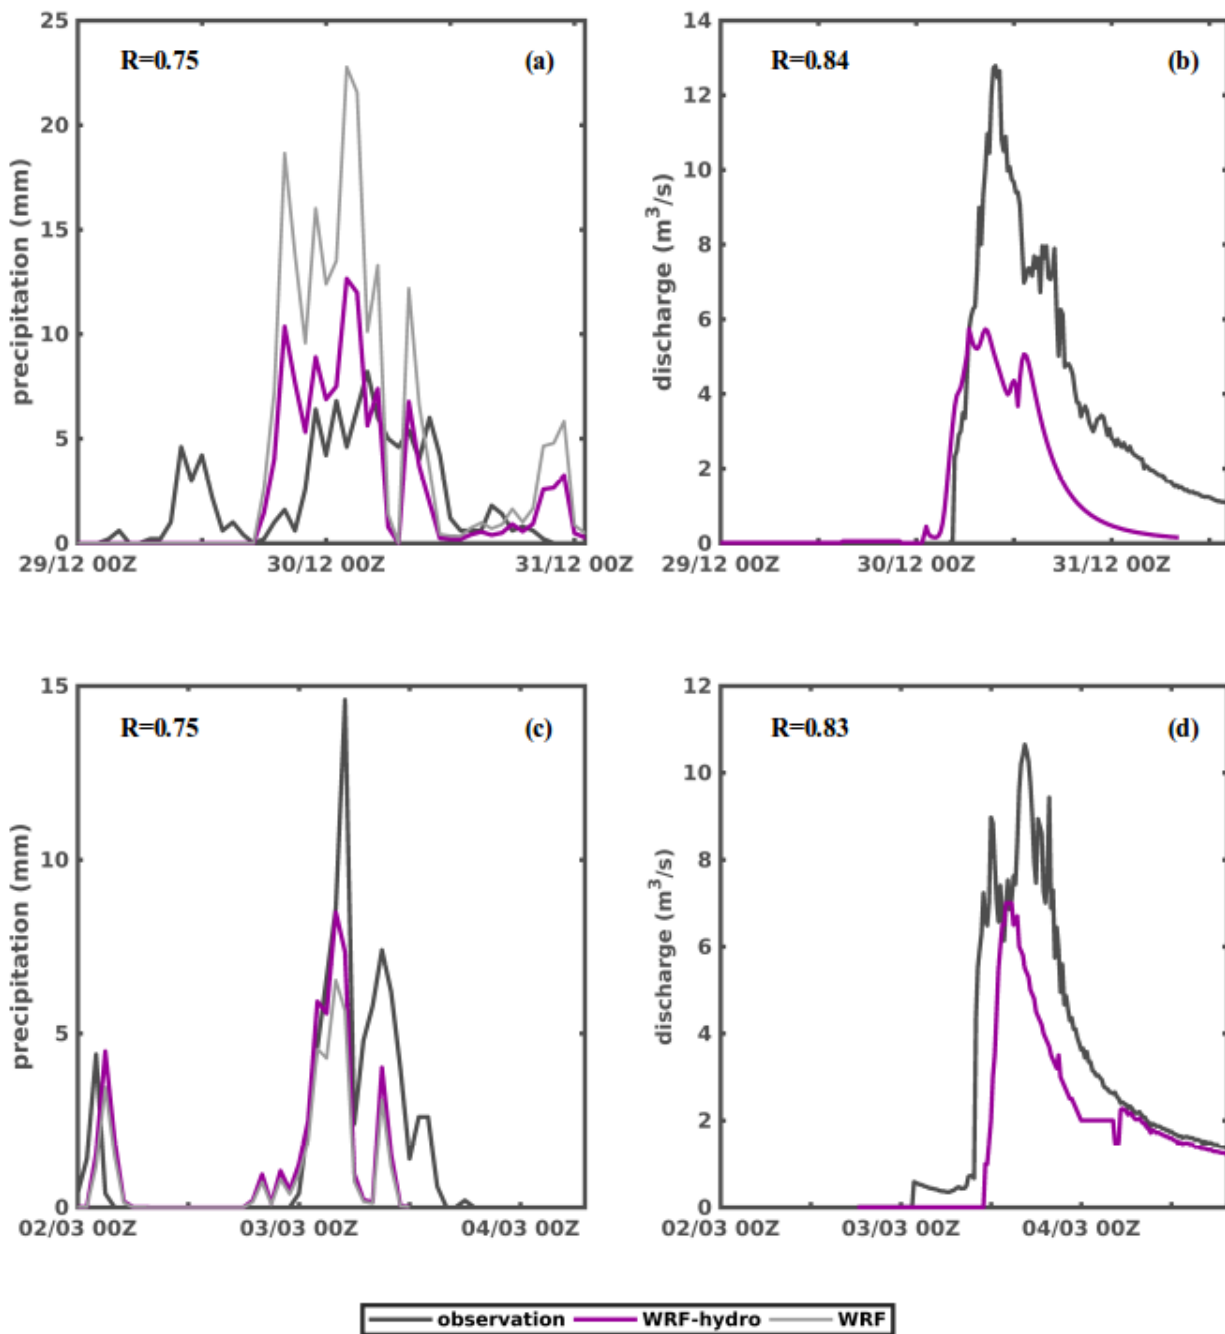 R=0.75 (a)
25
20
15
10
5
0
precipitation (mm)
29/12 00Z 30/12 00Z 31/12 00Z
R=0.84 (b)
14
12
10
8
6
4
2
0
discharge (m³/s)
29/12 00Z 30/12 00Z 31/12 00Z
R=0.75 (c)
15
10
5
0
precipitation (mm)
02/03 00Z 03/03 00Z 04/03 00Z
R=0.83 (d)
12
10
8
6
4
2
0
discharge (m³/s)
02/03 00Z 03/03 00Z 04/03 00Z
observation WRF-hydro WRF